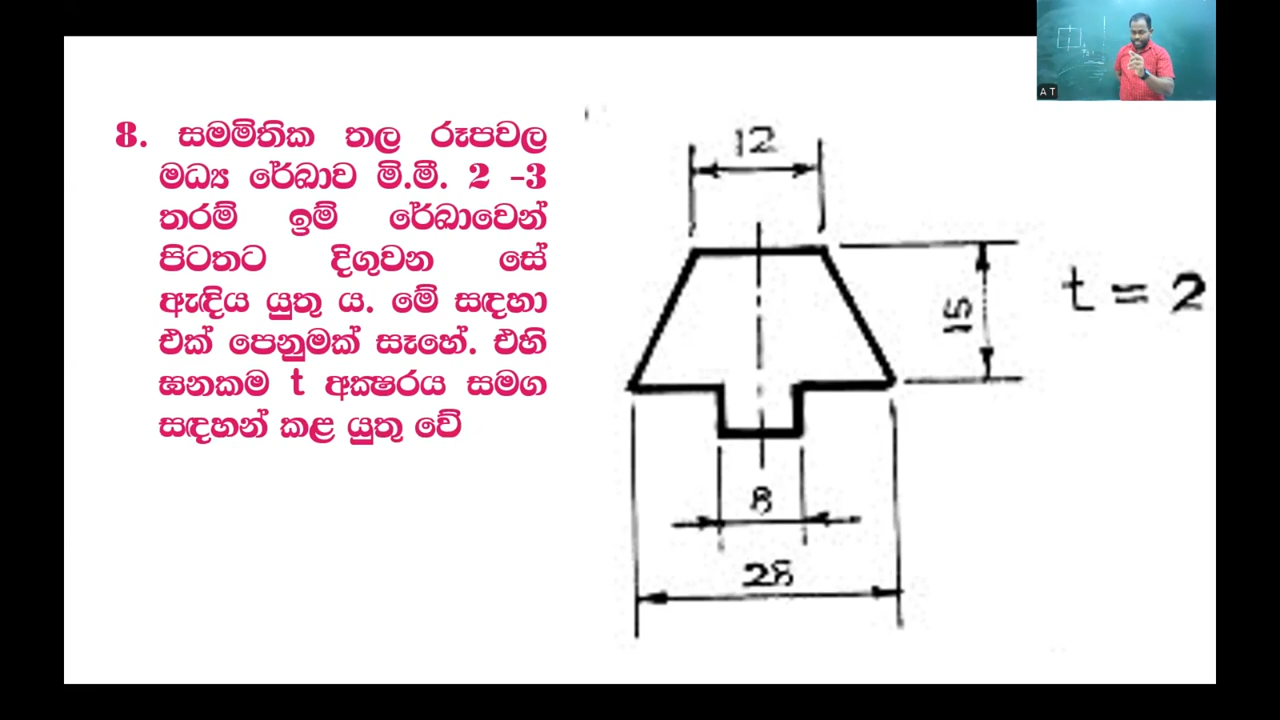 8. සමමිතික තල රූපවල
මධ්‍ය රේඛාව මි.මී. 2 -3
තරම් ඉම් රේඛාවෙන්
පිටතට දිගුවන සේ
ඇඳිය යුතු ය. මේ සඳහා
එක් පෙනුමක් සෑහේ. එහි
ඝනකම t අක්‍ෂරය සමග
සඳහන් කළ යුතු වේ
12
15
t = 2
8
28
A T